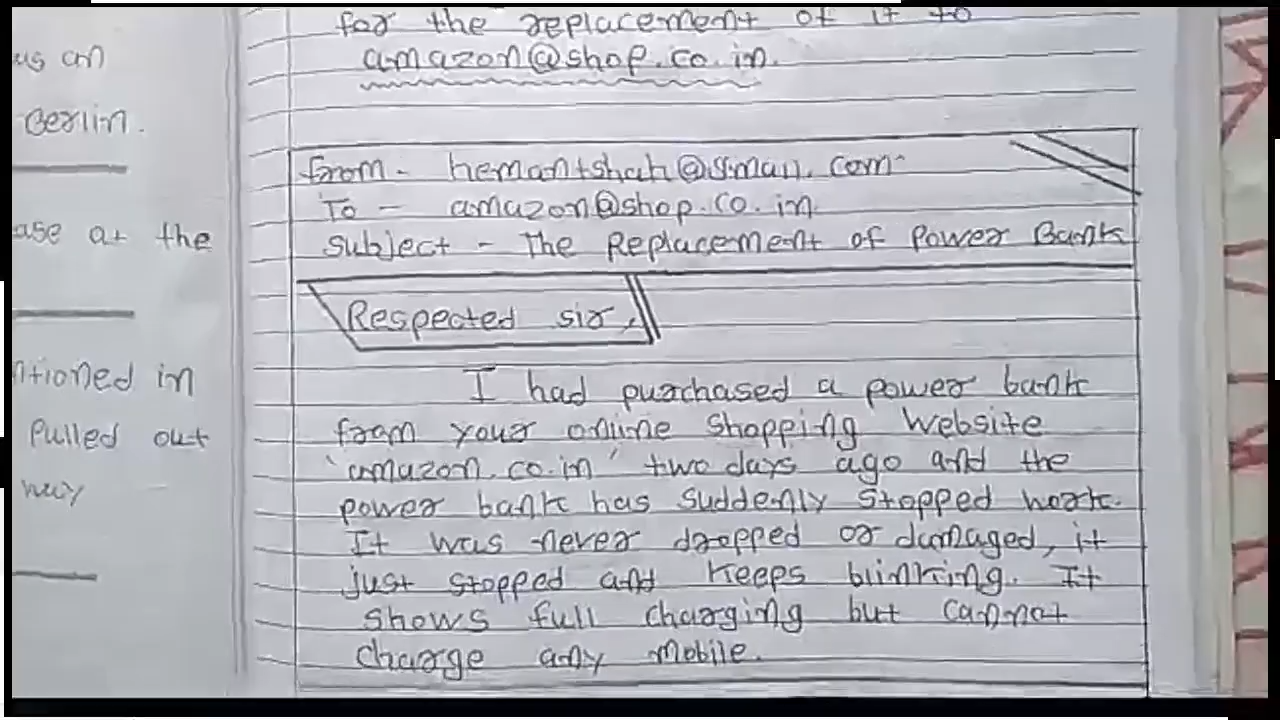 us an
Berlin.
ase at the
ntioned in
Pulled out
way
for the replacement of it to
amazon@shop.co.in.
From - hemantshah@gmail.com
To - amazon@shop.co.in.
Subject - The Replacement of Power Bank
Respected sir,
I had purchased a power bank
from your online shopping website
'amazon.co.in' two days ago and the
power bank has suddenly stopped work.
It was never dropped or damaged, it
just stopped and keeps blinking. It
shows full charging but cannot
charge any mobile.